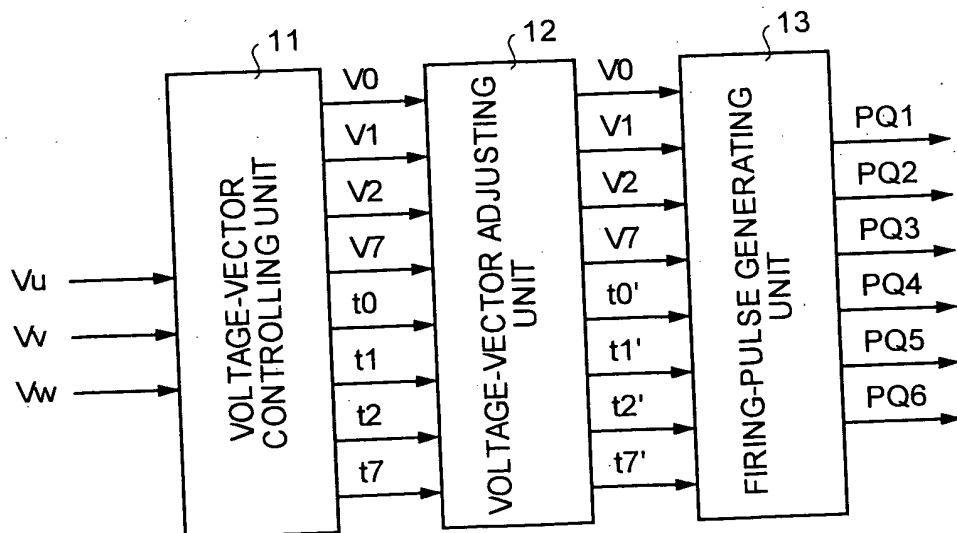 11
12
13
Vu
Vv
Vw
VOLTAGE-VECTOR
CONTROLLING UNIT
V0
V1
V2
V7
t0
t1
t2
t7
VOLTAGE-VECTOR ADJUSTING
UNIT
V0
V1
V2
V7
t0'
t1'
t2'
t7'
FIRING-PULSE GENERATING
UNIT
PQ1
PQ2
PQ3
PQ4
PQ5
PQ6